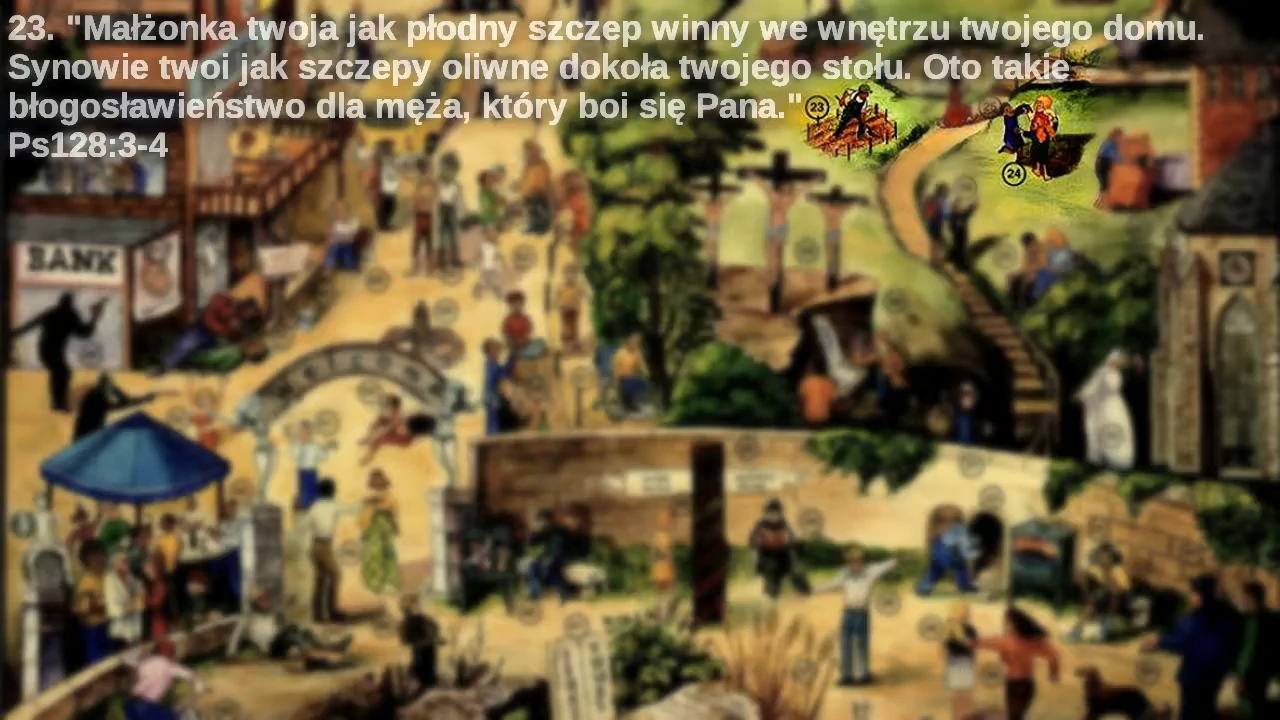 23. "Małżonka twoja jak płodny szczep winny we wnętrzu twojego domu.
Synowie twoi jak szczepy oliwne dokoła twojego stołu. Oto takie
błogosławieństwo dla męża, który boi się Pana."
Ps128:3-4
23
24
BANK
WELCOME